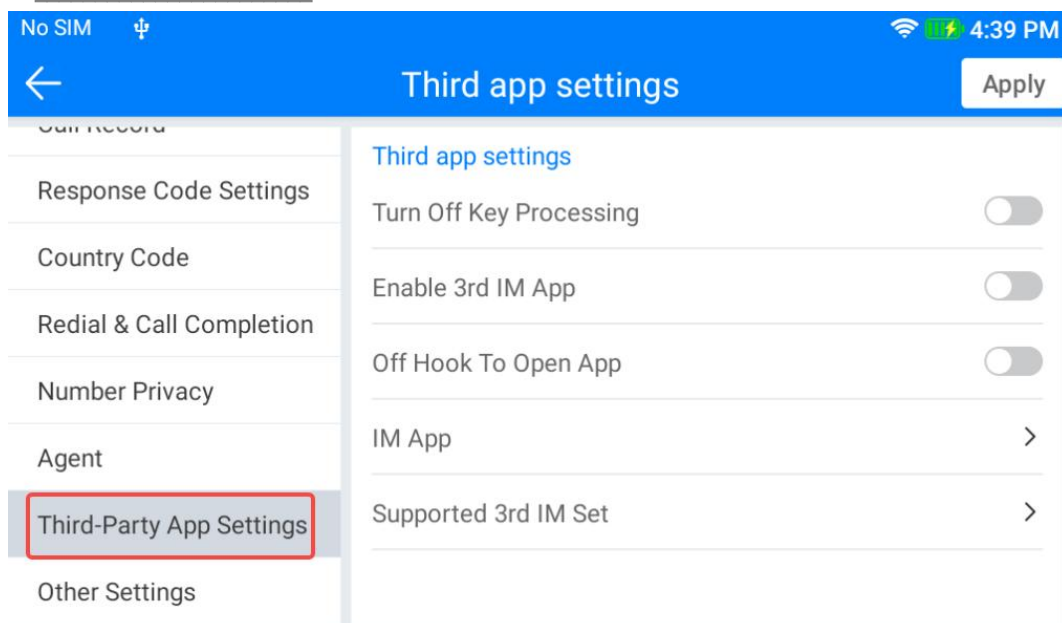 No SIM 4:39 PM
Third app settings Apply
Call Record
Response Code Settings
Country Code
Redial & Call Completion
Number Privacy
Agent
Third-Party App Settings
Other Settings
Third app settings
Turn Off Key Processing
Enable 3rd IM App
Off Hook To Open App
IM App
Supported 3rd IM Set